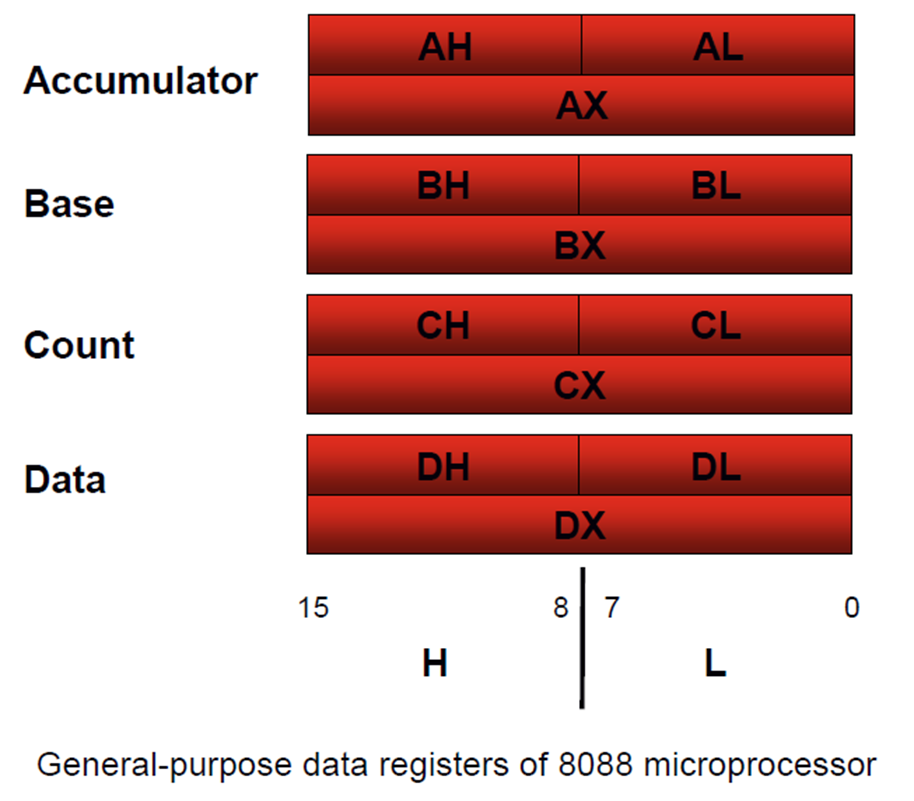 AH AL
Accumulator
AX
BH BL
Base
BX
CH CL
Count
CX
DH DL
Data
DX
15 8 7 0
H L
General-purpose data registers of 8088 microprocessor